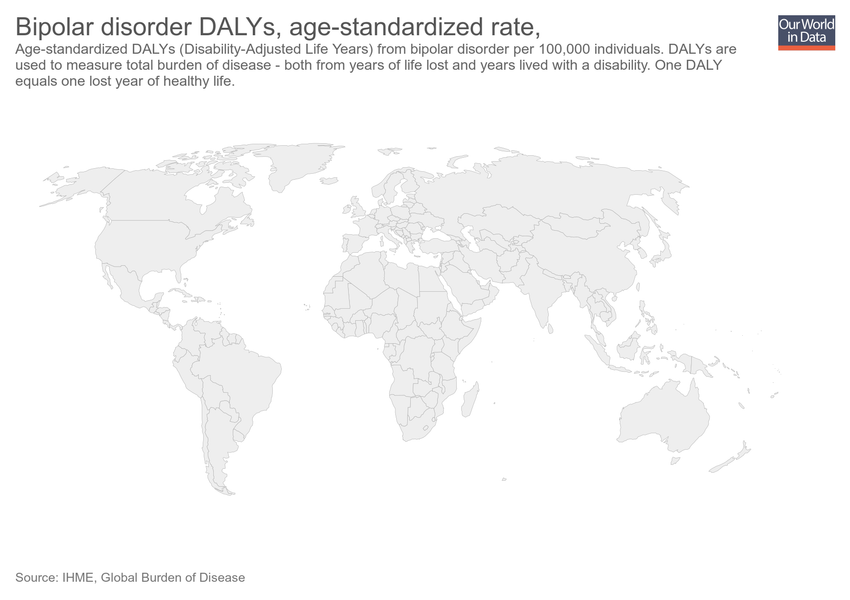 Bipolar disorder DALYs, age-standardized rate,
Our World
in Data
Age-standardized DALYs (Disability-Adjusted Life Years) from bipolar disorder per 100,000 individuals. DALYs are
used to measure total burden of disease - both from years of life lost and years lived with a disability. One DALY
equals one lost year of healthy life.
Source: IHME, Global Burden of Disease